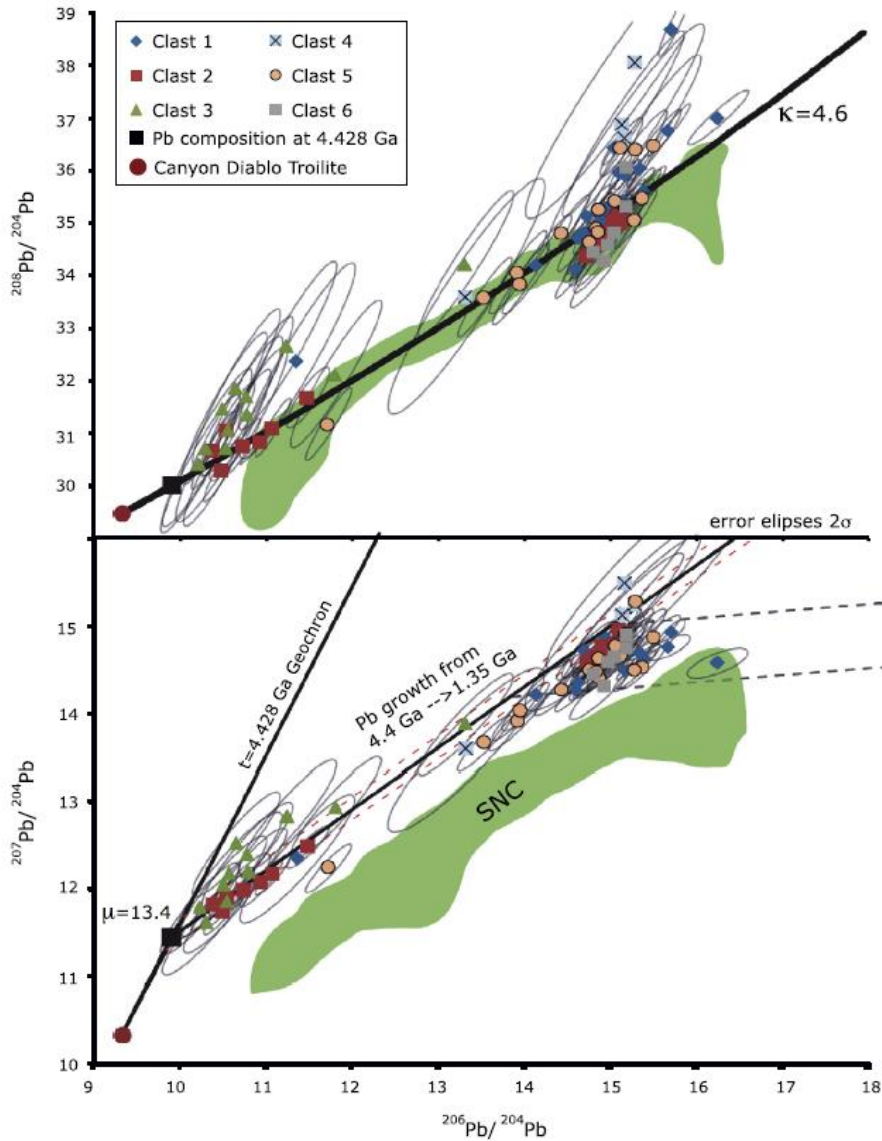 39
38
37
36
35
34
33
32
31
30
208Pb/ 204Pb
Clast 1
Clast 4
Clast 2
Clast 5
Clast 3
Clast 6
Pb composition at 4.428 Ga
Canyon Diablo Troilite
κ=4.6
error elipses 2σ
15
14
13
12
11
10
207Pb/ 204Pb
t=4.428 Ga Geochron
Pb growth from
4.4 Ga -->1.35 Ga
SNC
μ=13.4
9 10 11 12 13 14 15 16 17 18
206Pb/ 204Pb